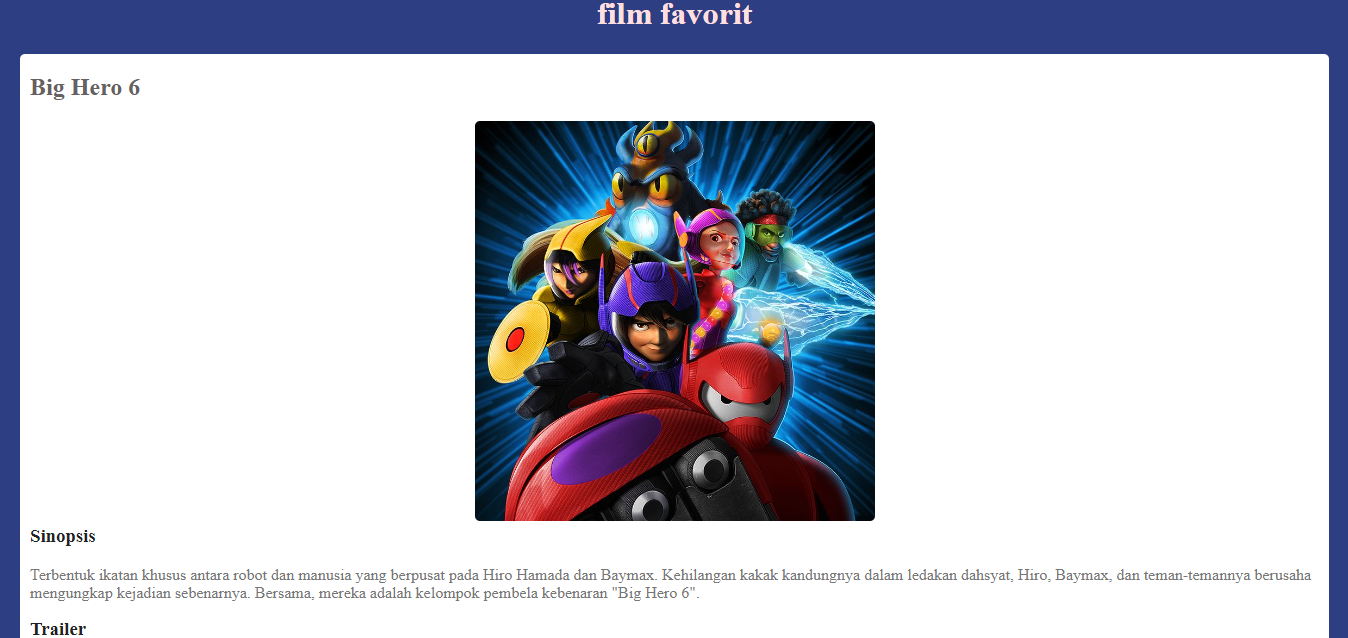 film favorit
Big Hero 6
Sinopsis
Terbentuk ikatan khusus antara robot dan manusia yang berpusat pada Hiro Hamada dan Baymax. Kehilangan kakak kandungnya dalam ledakan dahsyat, Hiro, Baymax, dan teman-temannya berusaha
mengungkap kejadian sebenarnya. Bersama, mereka adalah kelompok pembela kebenaran "Big Hero 6".
Trailer